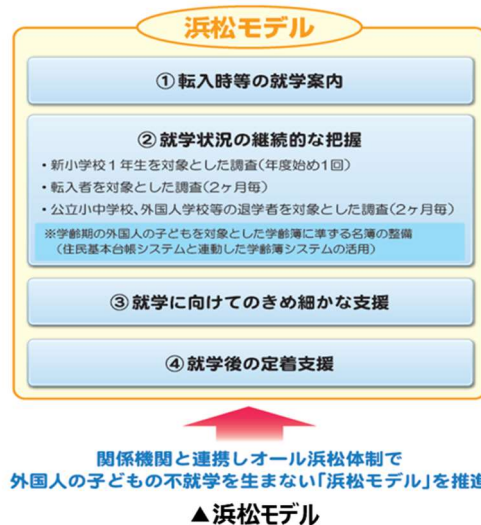 浜松モデル
①転入時等の就学案内
②就学状況の継続的な把握
・新小学校1年生を対象とした調査(年度始め1回)
・転入者を対象とした調査(2ヶ月毎)
・公立小中学校、外国人学校等の退学者を対象とした調査(2ヶ月毎)
※学齢期の外国人の子どもを対象とした学齢簿に準ずる名簿の整備
(住民基本台帳システムと連動した学齢簿システムの活用)
③就学に向けてのきめ細かな支援
④就学後の定着支援
関係機関と連携しオール浜松体制で
外国人の子どもの不就学を生まない「浜松モデル」を推進
▲浜松モデル